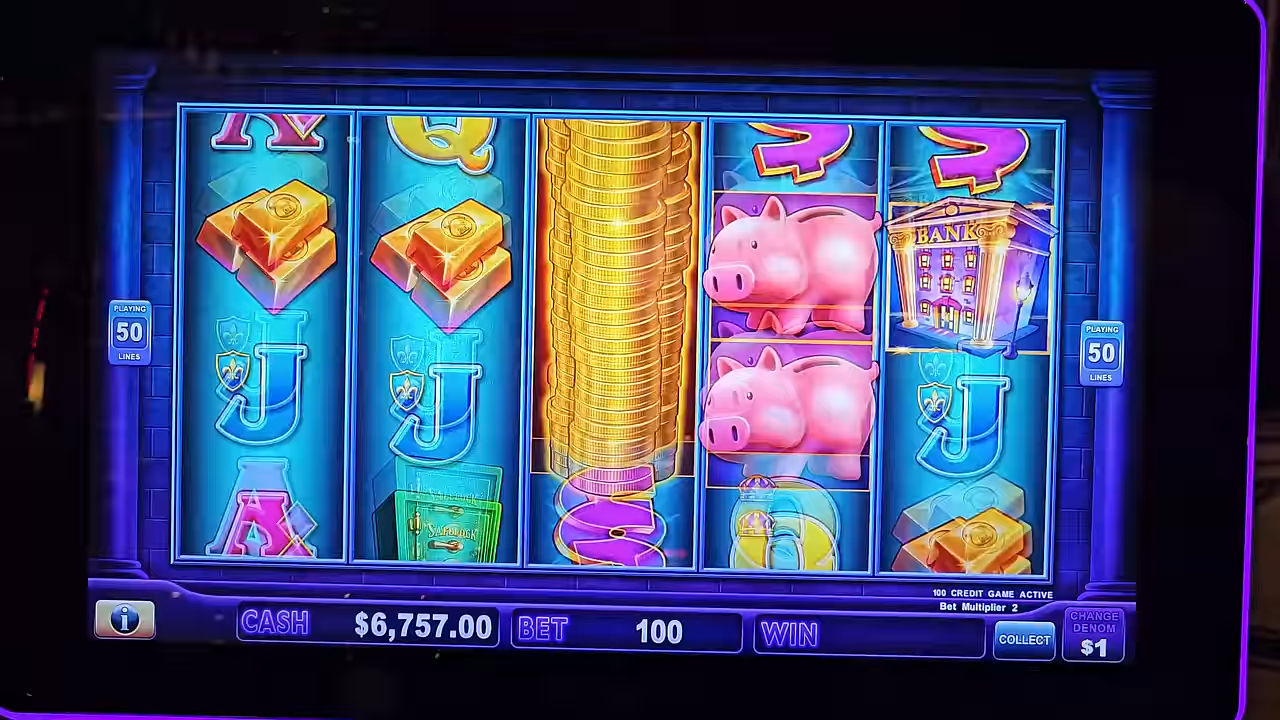 A
Q
BANK
J
J
J
A
SAFELOCK
Q
PLAYING
50
LINES
PLAYING
50
LINES
100 CREDIT GAME ACTIVE
Bet Multiplier 2
i
CASH $6,757.00
BET 100
WIN
COLLECT
CHANGE
DENOM
$1